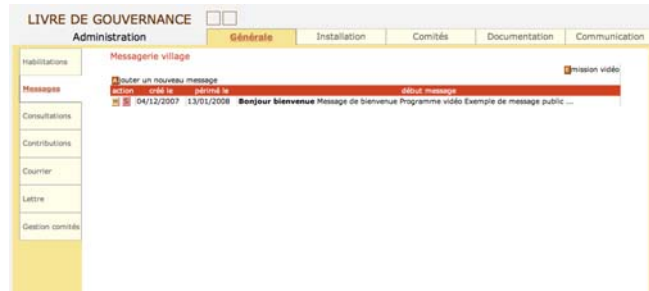 LIVRE DE GOUVERNANCE
Administration Générale Installation Comités Documentation Communication
Habilitations
Messages
Consultations
Contributions
Courrier
Lettre
Gestion comités
Messagerie village
Emission vidéo
Ajouter un nouveau message
action créé le périmé le début message
04/12/2007 13/01/2008 Bonjour bienvenue Message de bienvenue Programme vidéo Exemple de message public ...